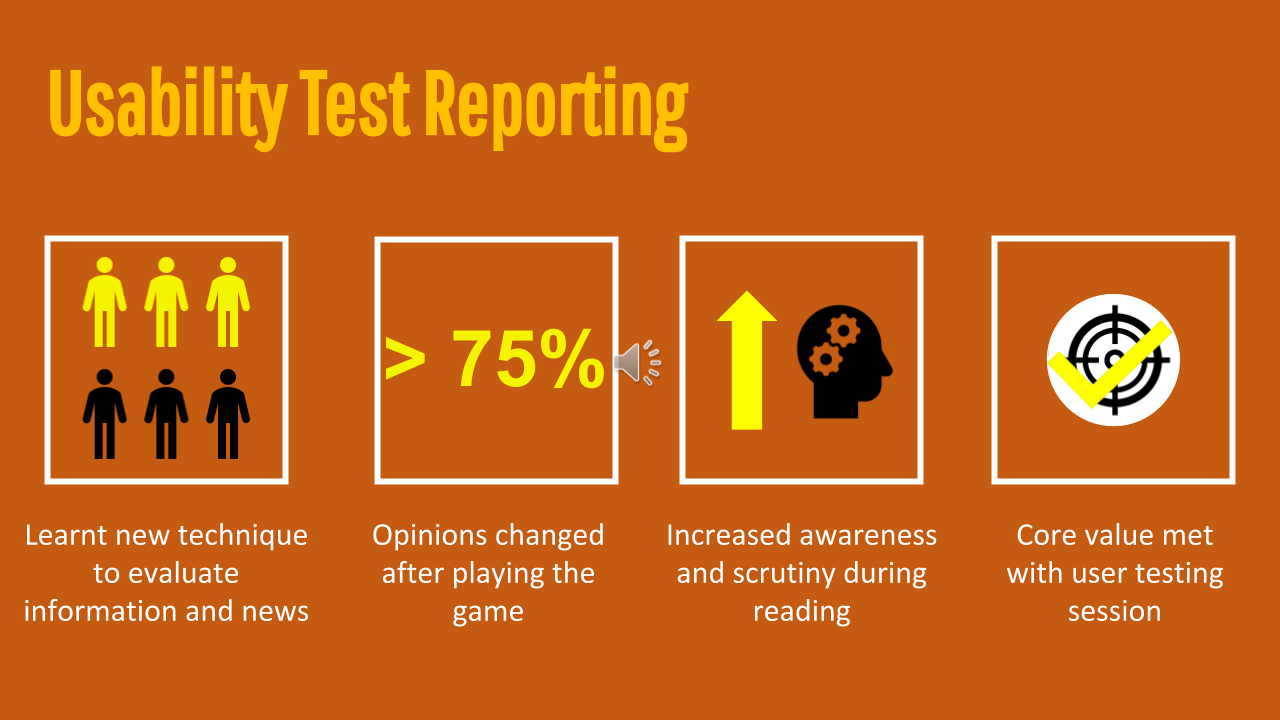 Usability Test Reporting
> 75%
Learnt new technique
to evaluate
information and news
Opinions changed
after playing the
game
Increased awareness
and scrutiny during
reading
Core value met
with user testing
session